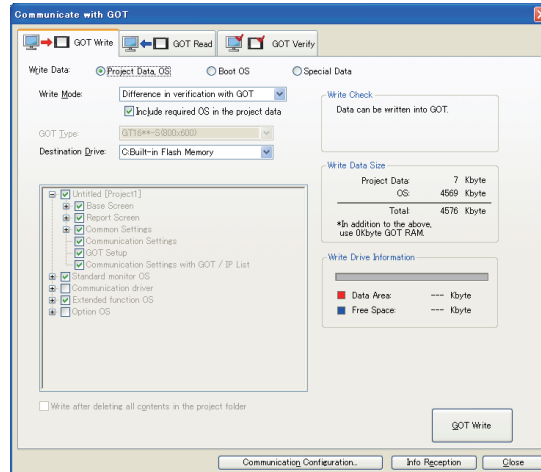 Communicate with GOT
GOT Write
GOT Read
GOT Verify
Write Data:
Project Data, OS
Boot OS
Special Data
Write Mode:
Difference in verification with GOT
Include required OS in the project data
GOT Type:
GT16**-S(800x600)
Destination Drive:
C:Built-in Flash Memory
Untitled [Project1]
Base Screen
Report Screen
Common Settings
Communication Settings
GOT Setup
Communication Settings with GOT / IP List
Standard monitor OS
Communication driver
Extended function OS
Option OS
Write after deleting all contents in the project folder
Write Check
Data can be written into GOT.
Write Data Size
Project Data: 7 Kbyte
OS: 4569 Kbyte
Total: 4576 Kbyte
*In addition to the above,
use 0Kbyte GOT RAM.
Write Drive Information
Data Area: --- Kbyte
Free Space: --- Kbyte
GOT Write
Communication Configuration...
Info Reception
Close